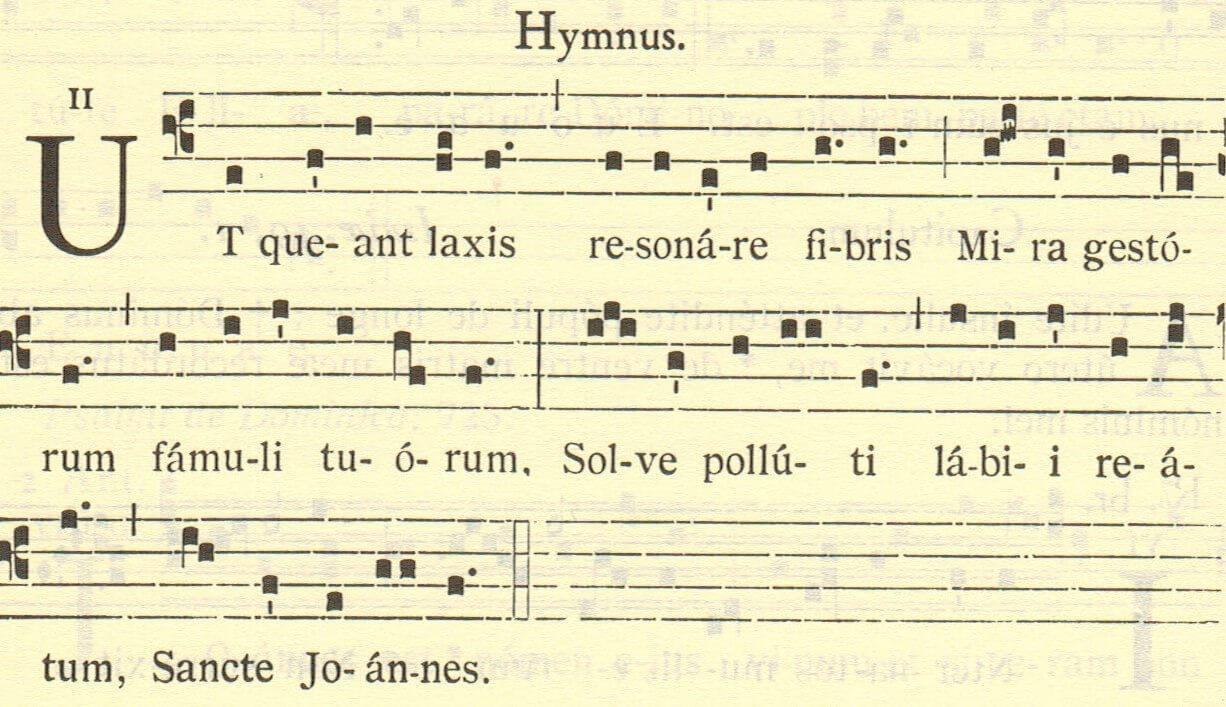 Hymnus.
II
UT que- ant laxis re-soná-re fi-bris Mi- ra gestó-
rum fámu-li tu- ó- rum, Sol-ve pollú- ti lá-bi- i re- á-
tum, Sancte Jo- án-nes.